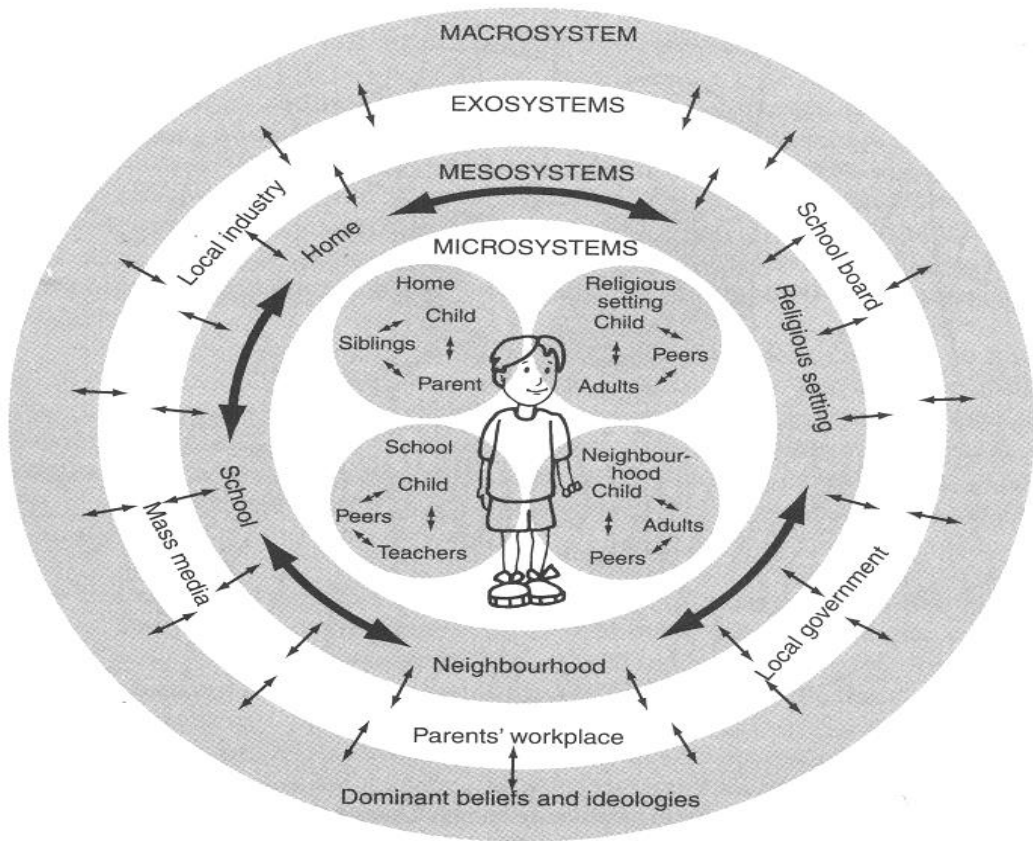 MACROSYSTEM
EXOSYSTEMS
MESOSYSTEMS
MICROSYSTEMS
Local industry
Home
School board
Religious setting
School
Mass media
Local government
Neighbourhood
Parents' workplace
Dominant beliefs and ideologies
Home
Child
Siblings
Parent
Religious
setting
Child
Peers
Adults
School
Child
Peers
Teachers
Neighbour-
hood
Child
Adults
Peers